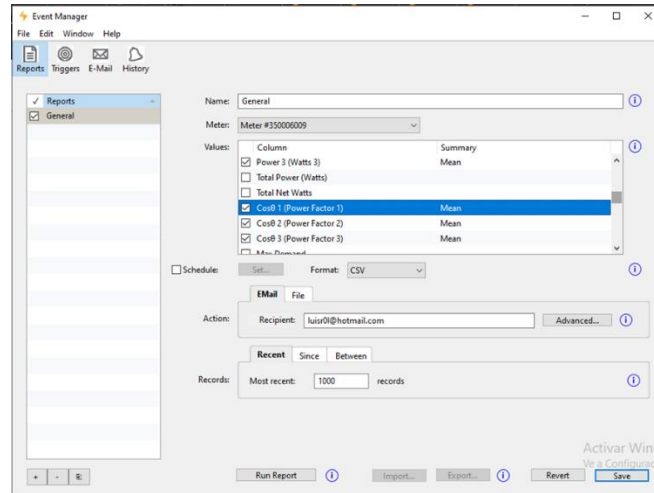 Event Manager
File Edit Window Help
Reports Triggers E-Mail History
✓ Reports
General
Name: General
Meter: Meter #350006009
Values:
Column Summary
Power 3 (Watts 3) Mean
Total Power (Watts)
Total Net Watts
Cosθ 1 (Power Factor 1) Mean
Cosθ 2 (Power Factor 2) Mean
Cosθ 3 (Power Factor 3) Mean
Max Demand
Schedule: Set... Format: CSV
EMail File
Action: Recipient: luisr0l@hotmail.com Advanced...
Recent Since Between
Records: Most recent: 1000 records
Activar Win
Ve a Configurac
+ - Run Report Import... Export... Revert Save